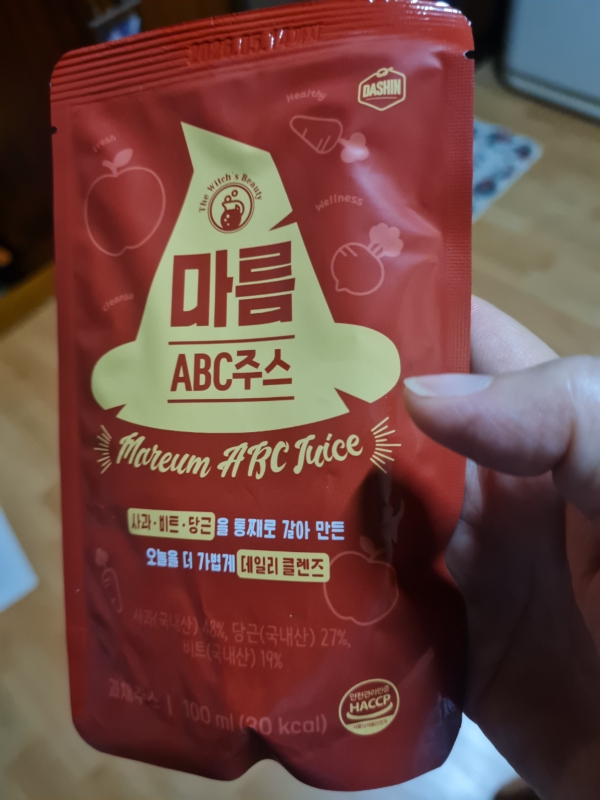 DASHIN
Healthy
Fresh
The Witch's Beauty
Wellness
마름
cleanse
ABC주스
Mareum ABC Juice
사과·비트·당근을 통째로 갈아 만든
오늘을 더 가볍게 데일리 클렌즈
사과(국내산) 48%, 당근(국내산) 27%,
비트(국내산) 19%
과채주스 | 100 ml (30 kcal)
안전관리인증
HACCP